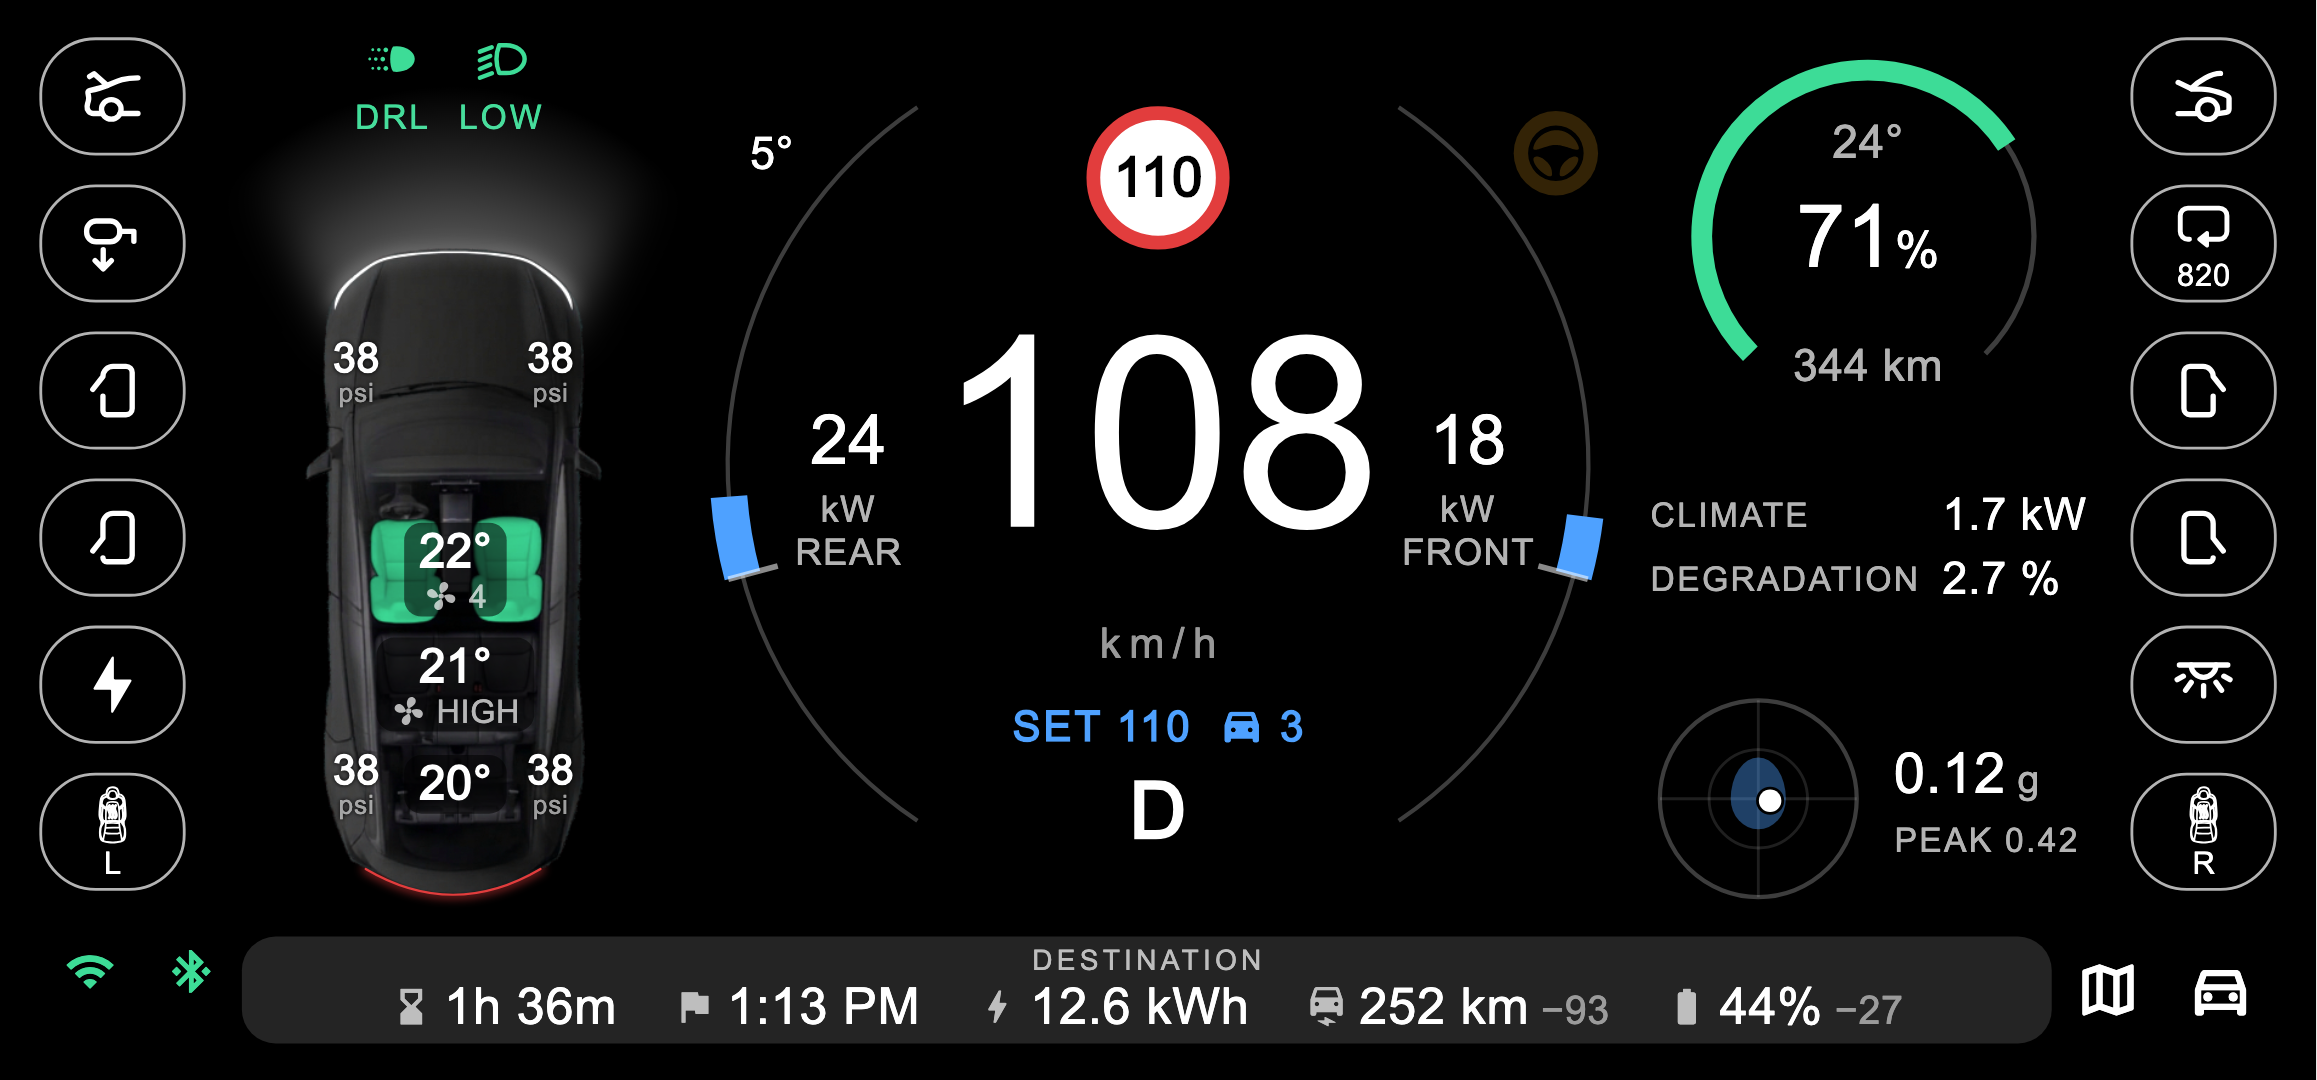 DRL LOW
5°
110
24°
71%
344 km
820
38 psi
38 psi
108
km/h
24
kW
REAR
18
kW
FRONT
22°
4
21°
HIGH
38 psi
20°
38 psi
SET 110 3
D
CLIMATE 1.7 kW
DEGRADATION 2.7 %
0.12 g
PEAK 0.42
L
R
DESTINATION
1h 36m 1:13 PM 12.6 kWh 252 km −93 44% −27